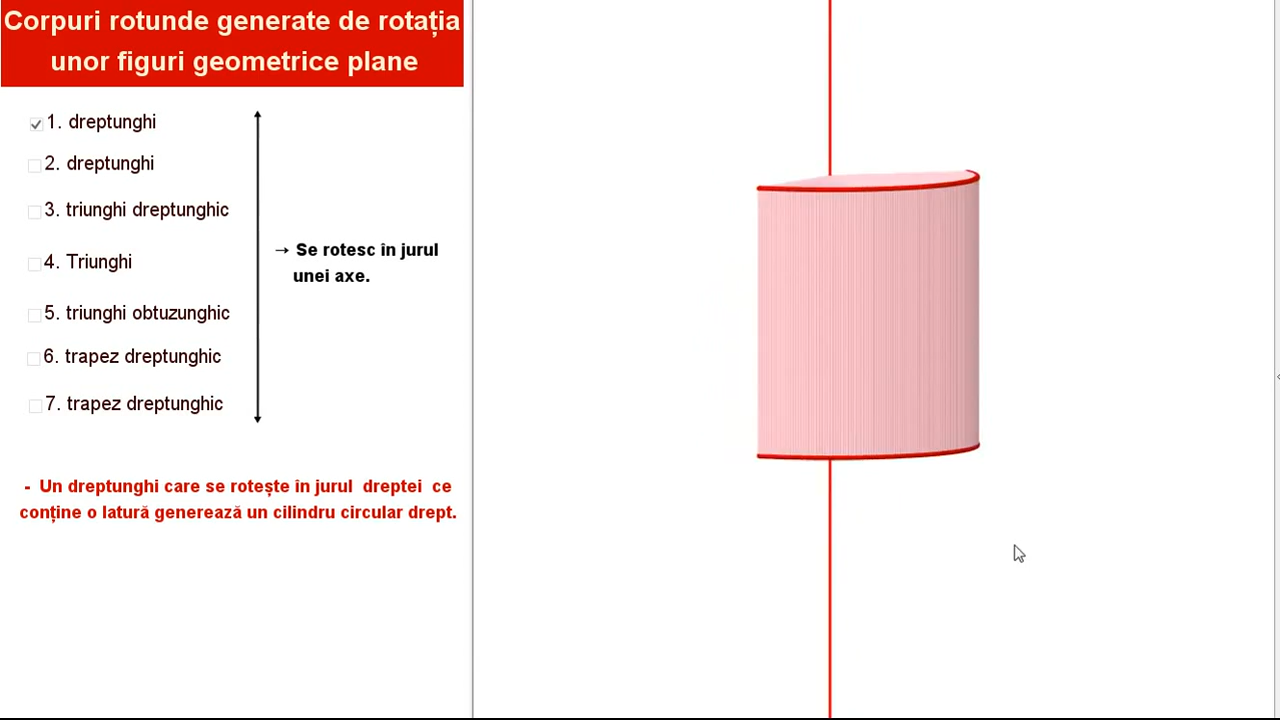 Corpuri rotunde generate de rotația
unor figuri geometrice plane
1. dreptunghi
2. dreptunghi
3. triunghi dreptunghic
4. Triunghi
5. triunghi obtuzunghic
6. trapez dreptunghic
7. trapez dreptunghic
→ Se rotesc în jurul
unei axe.
- Un dreptunghi care se rotește în jurul dreptei ce
conține o latură generează un cilindru circular drept.